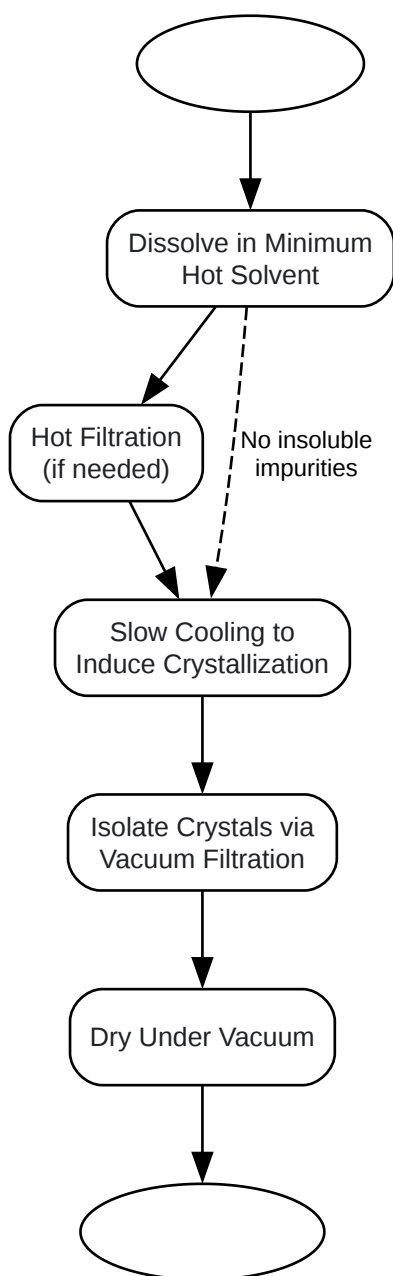 Dissolve in Minimum
Hot Solvent
Hot Filtration
(if needed)
No insoluble
impurities
Slow Cooling to
Induce Crystallization
Isolate Crystals via
Vacuum Filtration
Dry Under Vacuum